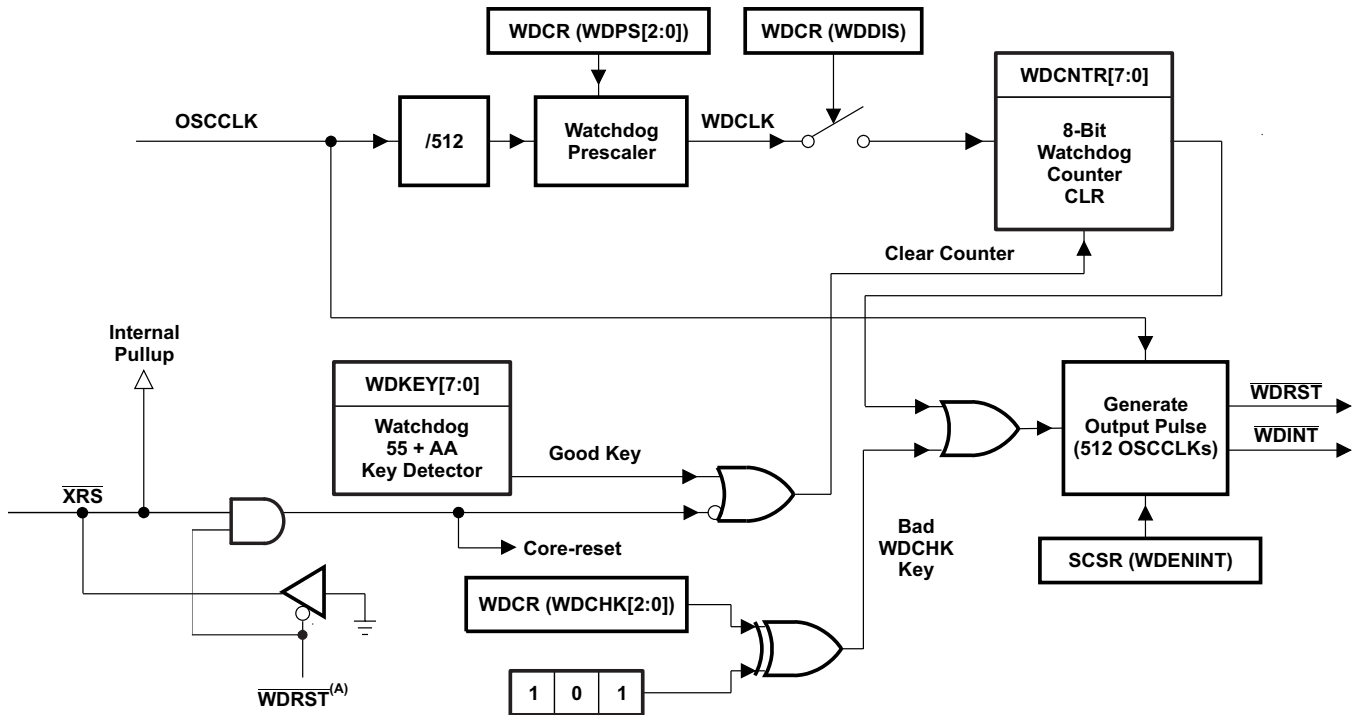 WDCR (WDPS[2:0])
WDCR (WDDIS)
WDCNTR[7:0]
OSCCLK
/512
Watchdog
Prescaler
WDCLK
8-Bit
Watchdog
Counter
CLR
Clear Counter
Internal
Pullup
WDKEY[7:0]
Watchdog
55 + AA
Key Detector
Good Key
Generate
Output Pulse
(512 OSCCLKs)
WDRST
WDINT
XRS
Core-reset
Bad
WDCHK
Key
SCSR (WDENINT)
WDCR (WDCHK[2:0])
WDRST(A)
1 0 1